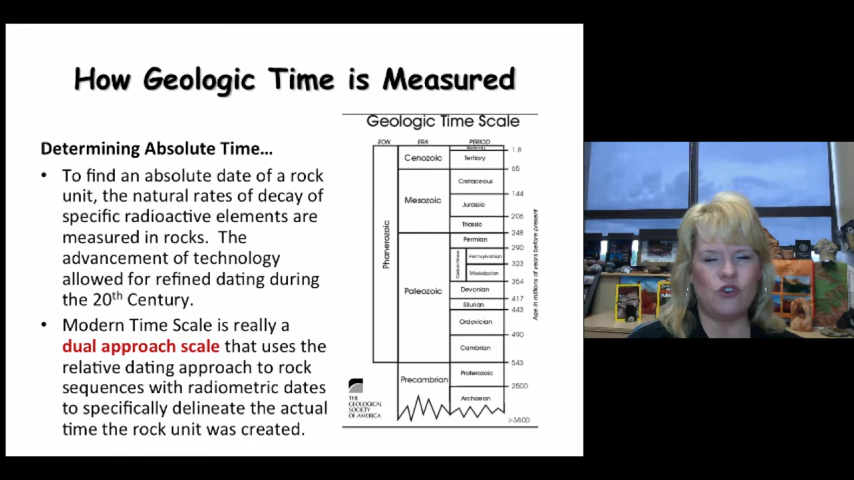 How Geologic Time is Measured
Determining Absolute Time...
• To find an absolute date of a rock
unit, the natural rates of decay of
specific radioactive elements are
measured in rocks. The
advancement of technology
allowed for refined dating during
the 20th Century.
• Modern Time Scale is really a
dual approach scale that uses the
relative dating approach to rock
sequences with radiometric dates
to specifically delineate the actual
time the rock unit was created.
Geologic Time Scale
EON ERA PERIOD
1.8
Cenozoic Tertiary
65
Cretaceous
144
Mesozoic Jurassic
206
Triassic
248
Permian
290
Pennsylvanian
323
Mississippian
354
Phanerozoic
Paleozoic Devonian
417
Silurian
443
Ordovician
490
Cambrian
543
Precambrian Proterozoic
2500
Archaean
>3800
Age in millions of years before present
THE
GEOLOGICAL
SOCIETY
OF AMERICA